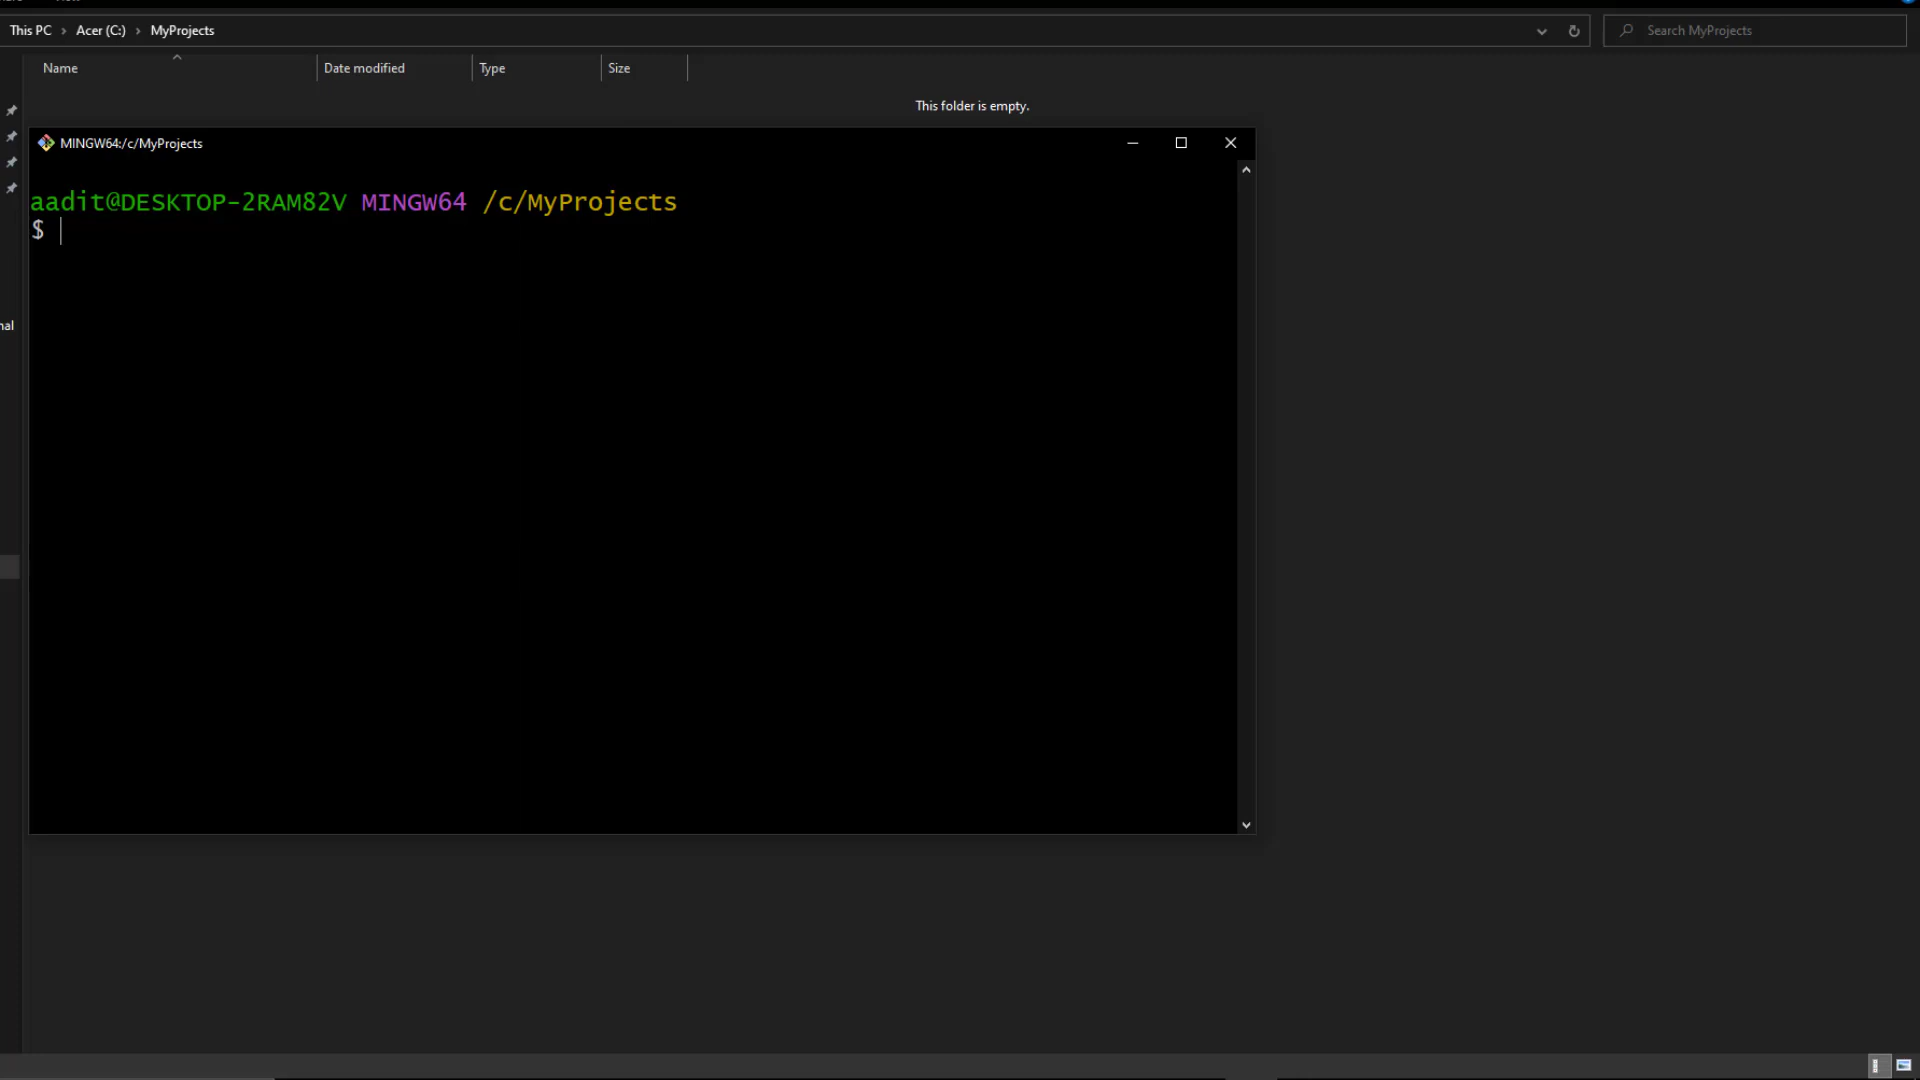 This PC > Acer (C:) > MyProjects
Search MyProjects
Name
Date modified
Type
Size
This folder is empty.
MINGW64:/c/MyProjects
aadit@DESKTOP-2RAM82V MINGW64 /c/MyProjects
$
nal